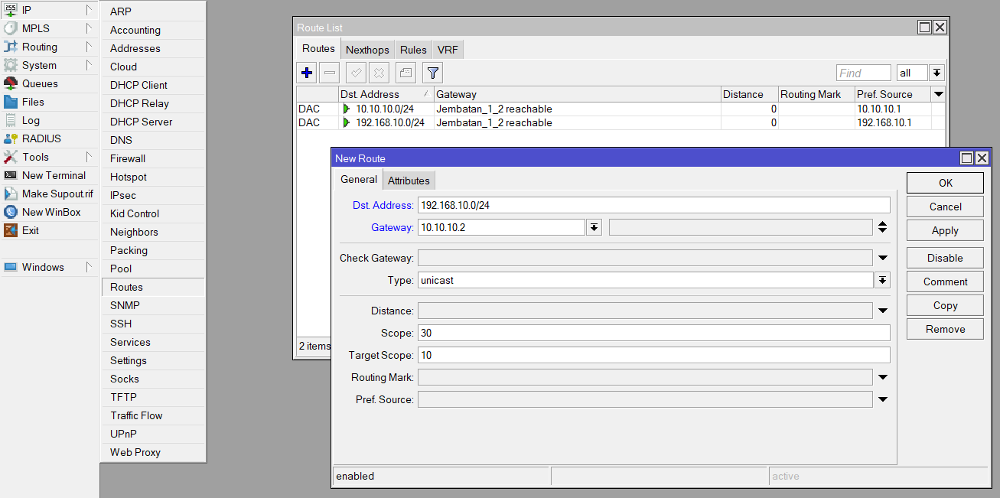 IP
MPLS
Routing
System
Queues
Files
Log
RADIUS
Tools
New Terminal
Make Supout.rif
New WinBox
Exit
Windows
ARP
Accounting
Addresses
Cloud
DHCP Client
DHCP Relay
DHCP Server
DNS
Firewall
Hotspot
IPsec
Kid Control
Neighbors
Packing
Pool
Routes
SNMP
SSH
Services
Settings
Socks
TFTP
Traffic Flow
UPnP
Web Proxy
Route List
Routes Nexthops Rules VRF
Find all
Dst. Address Gateway Distance Routing Mark Pref. Source
DAC 10.10.10.0/24 Jembatan_1_2 reachable 0 10.10.10.1
DAC 192.168.10.0/24 Jembatan_1_2 reachable 0 192.168.10.1
2 items
New Route
General Attributes
Dst. Address: 192.168.10.0/24
Gateway: 10.10.10.2
Check Gateway:
Type: unicast
Distance:
Scope: 30
Target Scope: 10
Routing Mark:
Pref. Source:
OK
Cancel
Apply
Disable
Comment
Copy
Remove
enabled active